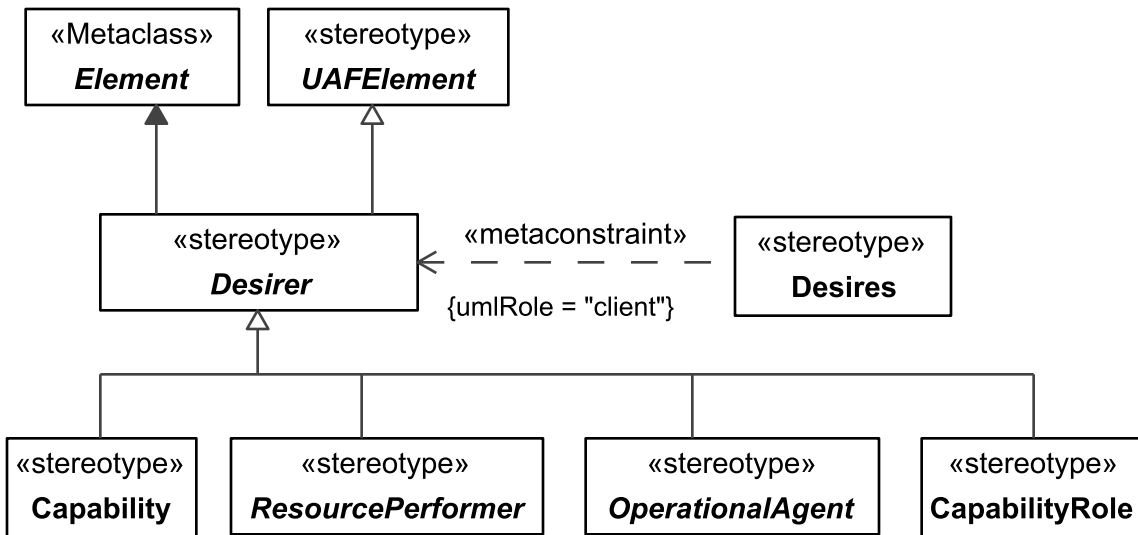 «Metaclass»
Element
«stereotype»
UAFElement
«stereotype»
Desirer
«metaconstraint»
{umlRole = "client"}
«stereotype»
Desires
«stereotype»
Capability
«stereotype»
ResourcePerformer
«stereotype»
OperationalAgent
«stereotype»
CapabilityRole